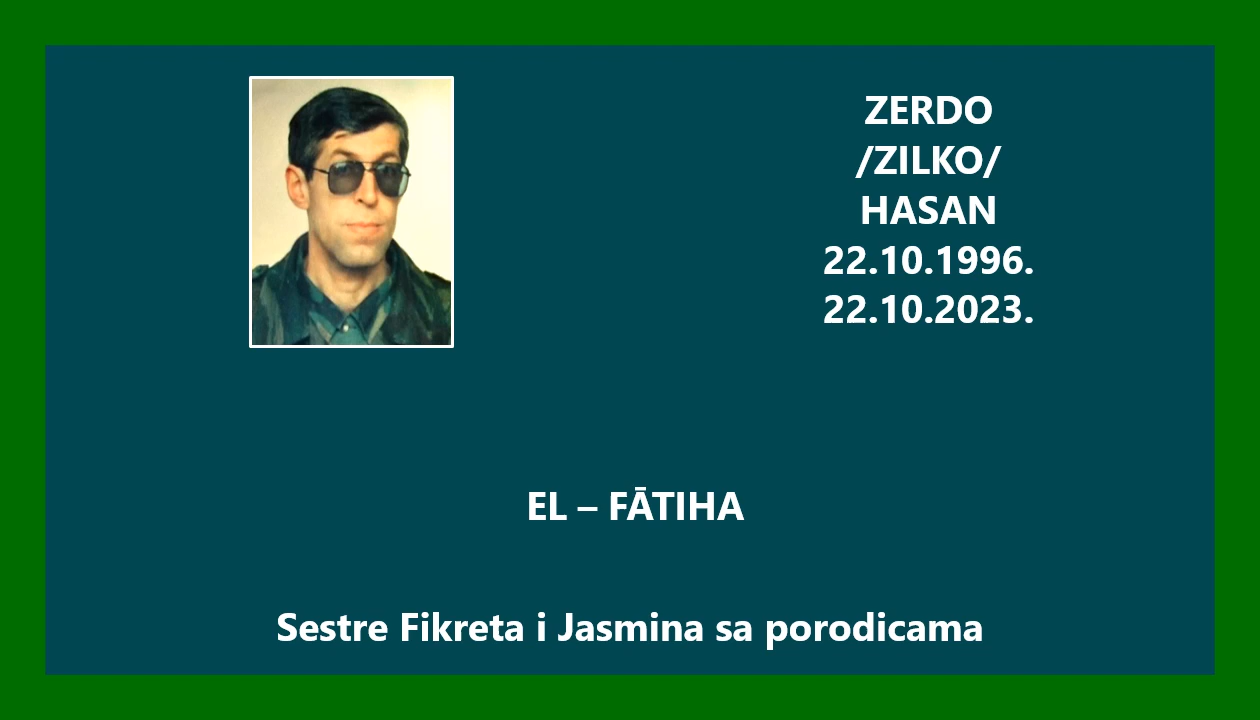 ZERDO
/ZILKO/
HASAN
22.10.1996.
22.10.2023.
EL – FĀTIHA
Sestre Fikreta i Jasmina sa porodicama